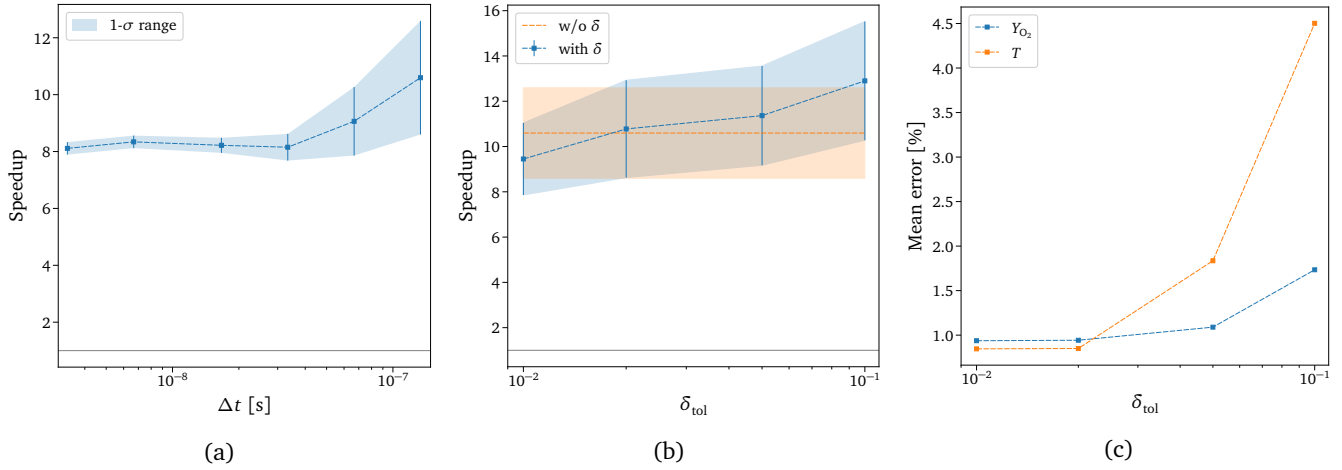 1-σ range
12
10
8
6
4
2
Speedup
10⁻⁸
10⁻⁷
Δt [s]
(a)
w/o δ
with δ
16
14
12
10
8
6
4
2
Speedup
10⁻²
10⁻¹
δtol
(b)
Y_O₂
T
4.5
4.0
3.5
3.0
2.5
2.0
1.5
1.0
Mean error [%]
10⁻²
10⁻¹
δtol
(c)